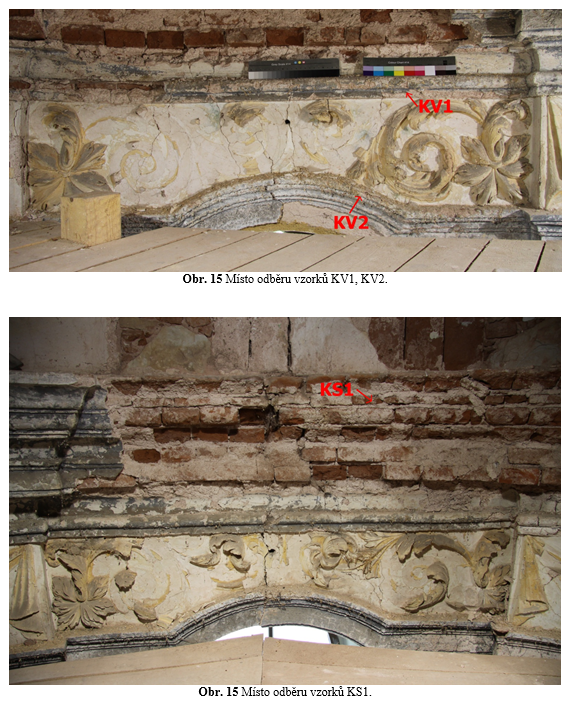 KV1
KV2
Obr. 15 Místo odběru vzorků KV1, KV2.
KS1
Obr. 15 Místo odběru vzorků KS1.